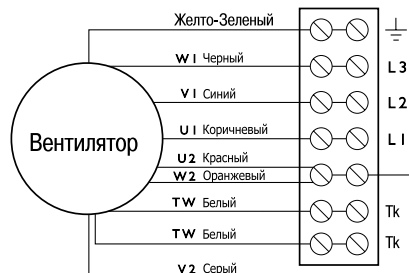 Желто-Зеленый
W1 Черный L3
V1 Синий L2
U1 Коричневый L1
Вентилятор
U2 Красный
W2 Оранжевый
TW Белый Tk
TW Белый Tk
V2 Серый